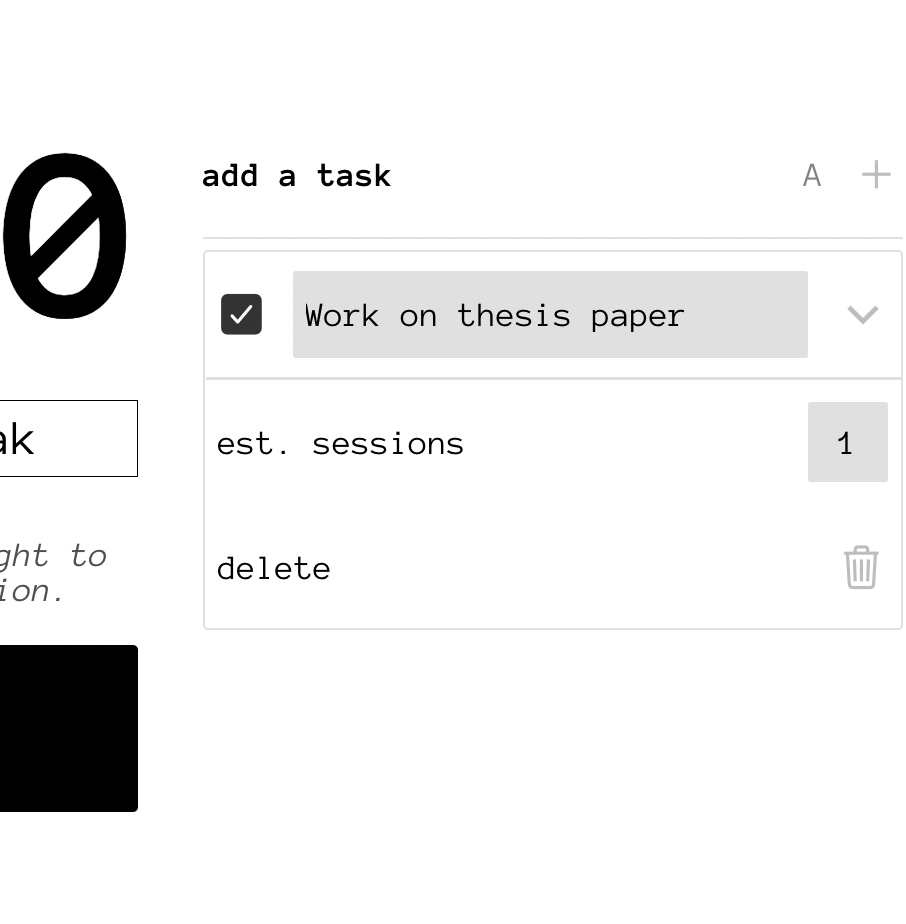 0
add a task A
Work on thesis paper
ak
est. sessions 1
ght to
ion.
delete